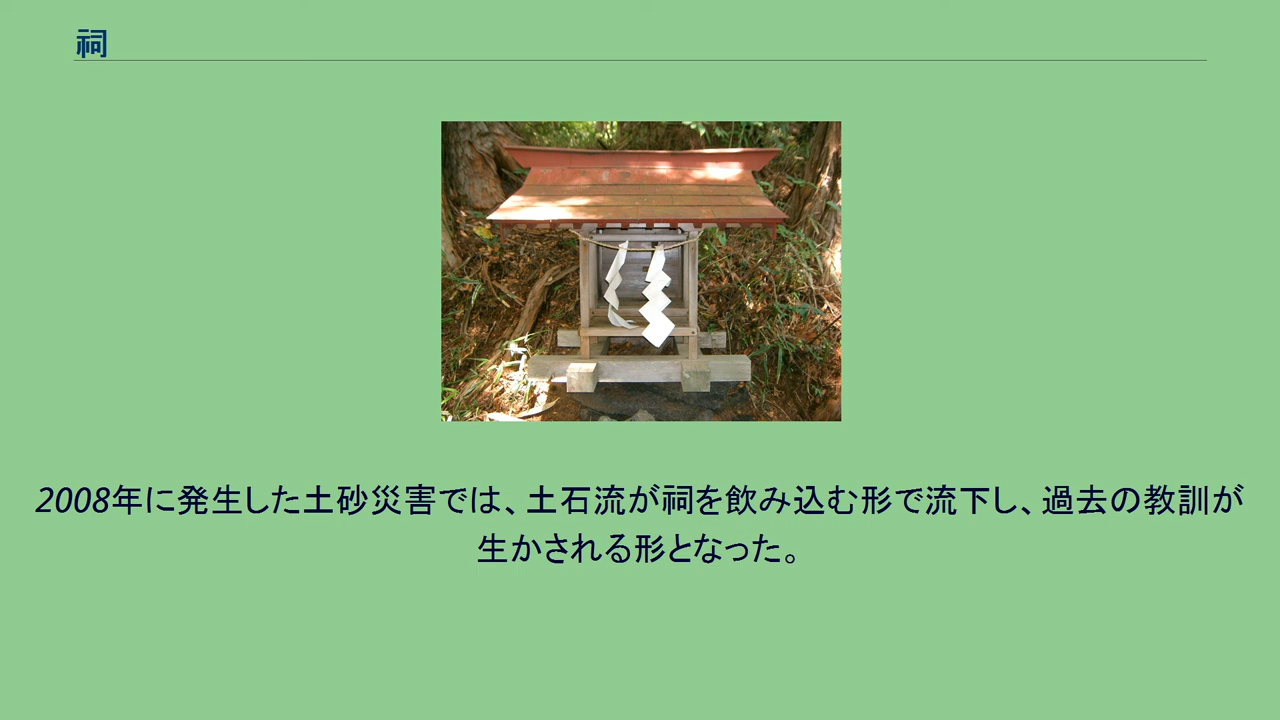 祠
2008年に発生した土砂災害では、土石流が祠を飲み込む形で流下し、過去の教訓が
生かされる形となった。